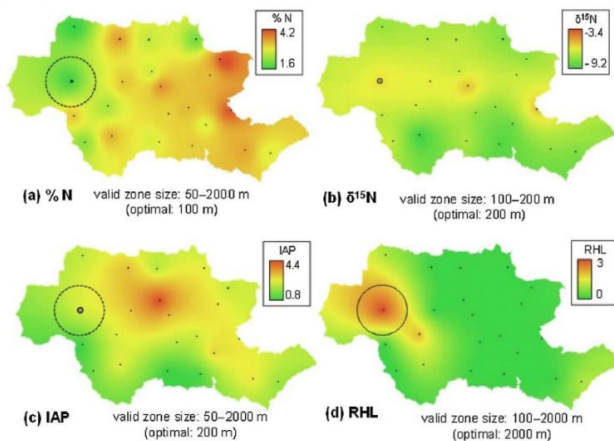 % N
4.2
1.6
(a) % N
valid zone size: 50–2000 m
(optimal: 100 m)
δ¹⁵N
-3.4
-9.2
(b) δ¹⁵N
valid zone size: 100–200 m
(optimal: 200 m)
IAP
4.4
0.8
(c) IAP
valid zone size: 50–2000 m
(optimal: 200 m)
RHL
3
0
(d) RHL
valid zone size: 100–2000 m
(optimal: 2000 m)